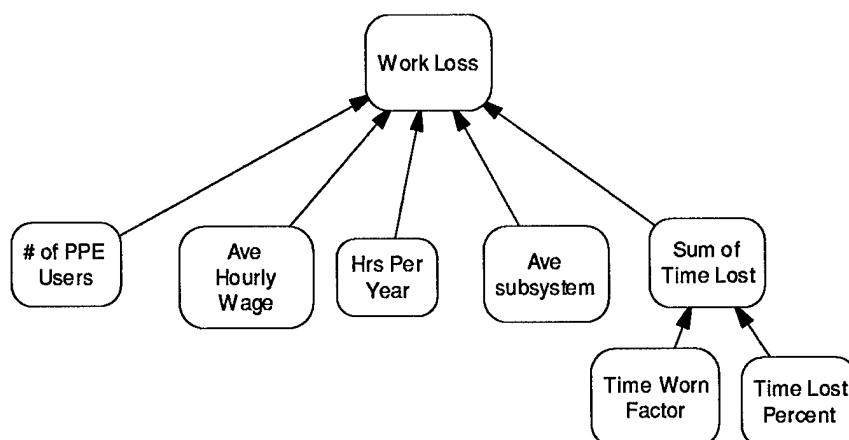 Work Loss
# of PPE
Users
Ave
Hourly
Wage
Hrs Per
Year
Ave
subsystem
Sum of
Time Lost
Time Worn
Factor
Time Lost
Percent